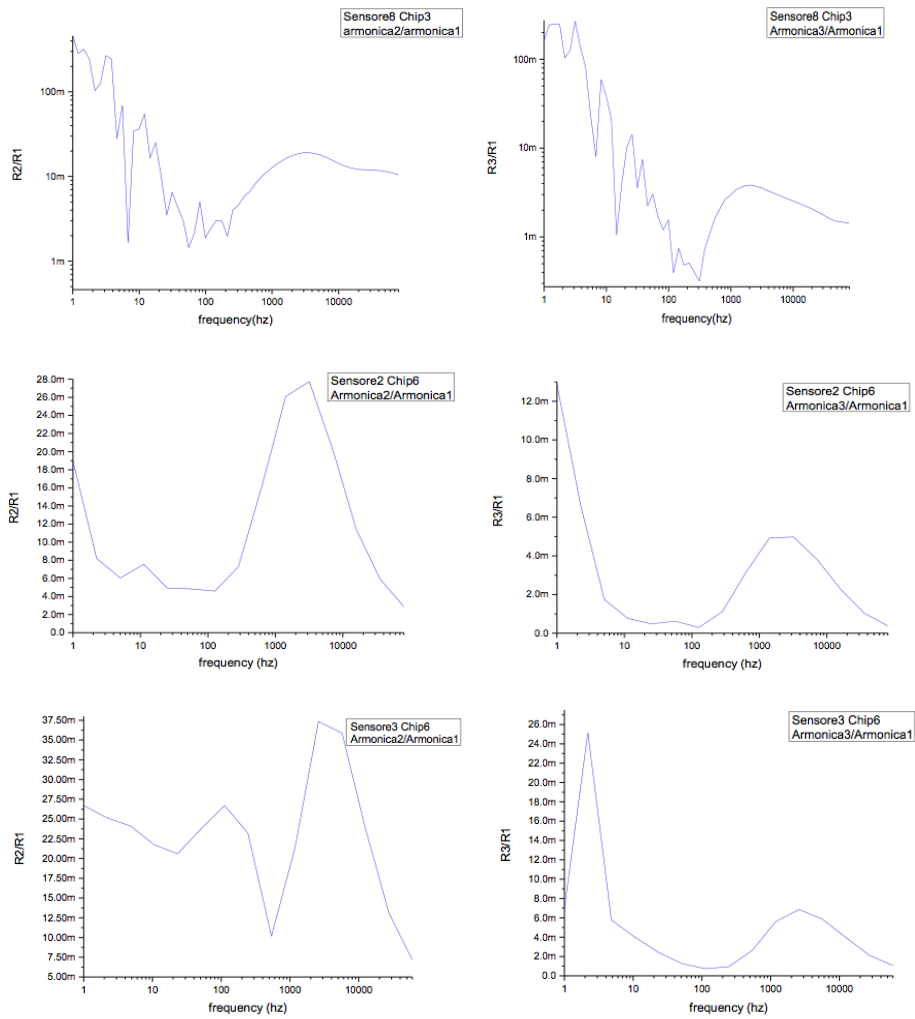 Sensore8 Chip3
armonica2/armonica1
R2/R1
100m
10m
1m
1 10 100 1000 10000
frequency(hz)
Sensore8 Chip3
Armonica3/Armonica1
R3/R1
100m
10m
1m
1 10 100 1000 10000
frequency(hz)
Sensore2 Chip6
Armonica2/Armonica1
R2/R1
28.0m
26.0m
24.0m
22.0m
20.0m
18.0m
16.0m
14.0m
12.0m
10.0m
8.0m
6.0m
4.0m
2.0m
0.0
1 10 100 1000 10000
frequency (hz)
Sensore2 Chip6
Armonica3/Armonica1
R3/R1
12.0m
10.0m
8.0m
6.0m
4.0m
2.0m
0.0
1 10 100 1000 10000
frequency (hz)
Sensore3 Chip6
Armonica2/Armonica1
R2/R1
37.50m
35.00m
32.50m
30.00m
27.50m
25.00m
22.50m
20.00m
17.50m
15.00m
12.50m
10.00m
7.50m
5.00m
1 10 100 1000 10000
frequency (hz)
Sensore3 Chip6
Armonica3/Armonica1
R3/R1
26.0m
24.0m
22.0m
20.0m
18.0m
16.0m
14.0m
12.0m
10.0m
8.0m
6.0m
4.0m
2.0m
0.0
1 10 100 1000 10000
frequency (hz)